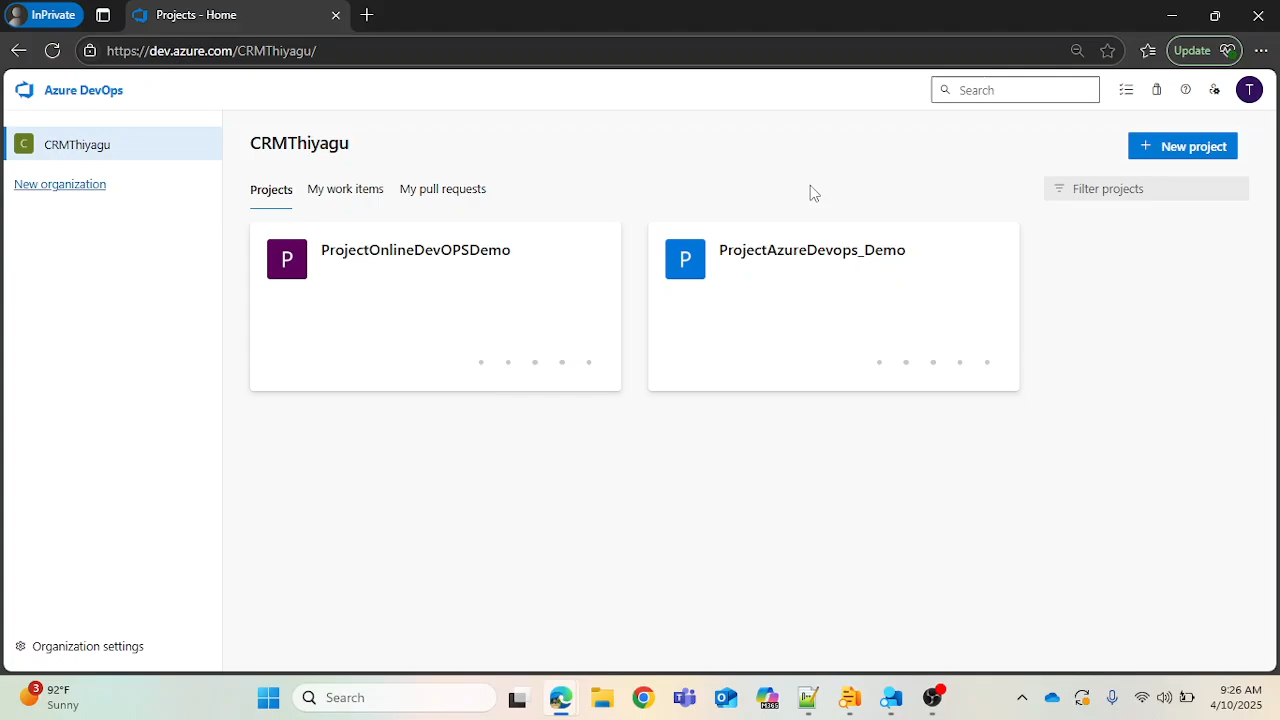 InPrivate
Projects - Home
https://dev.azure.com/CRMThiyagu/
Update
Azure DevOps
Search
T
C
CRMThiyagu
New organization
CRMThiyagu
New project
Projects
My work items
My pull requests
Filter projects
P
ProjectOnlineDevOPSDemo
P
ProjectAzureDevops_Demo
Organization settings
3
92°F
Sunny
Search
9:26 AM
4/10/2025